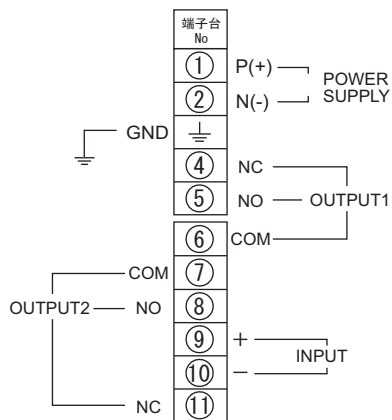 端子台
No
① P(+)
POWER
SUPPLY
② N(-)
GND
④ NC
⑤ NO OUTPUT1
⑥ COM
COM ⑦
OUTPUT2 NO ⑧
⑨ +
INPUT
⑩ −
NC ⑪